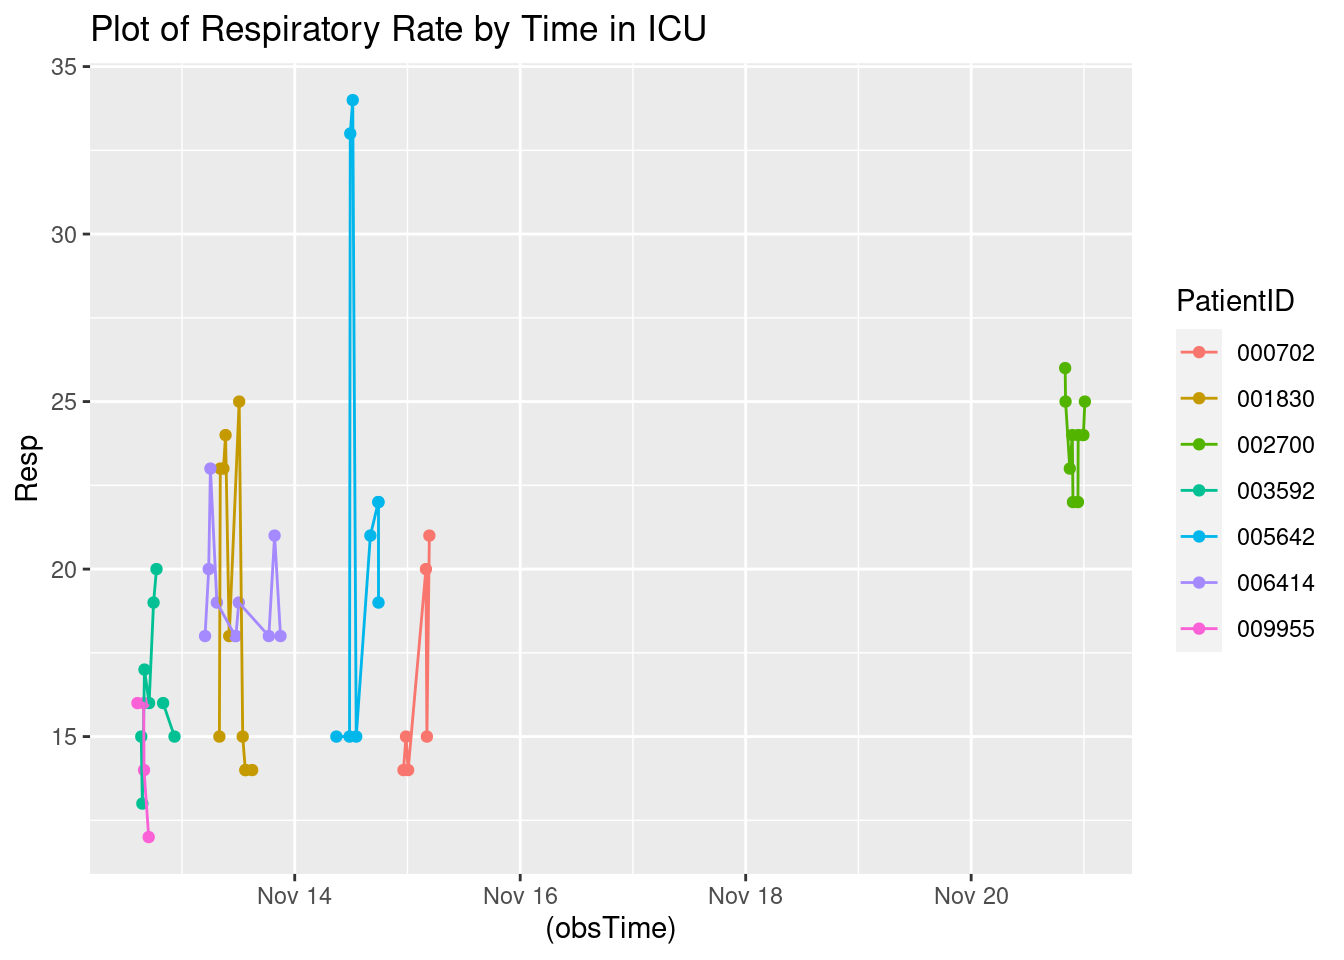 Plot of Respiratory Rate by Time in ICU
35
30
25
20
15
Resp
Nov 14
Nov 16
Nov 18
Nov 20
(obsTime)
PatientID
000702
001830
002700
003592
005642
006414
009955